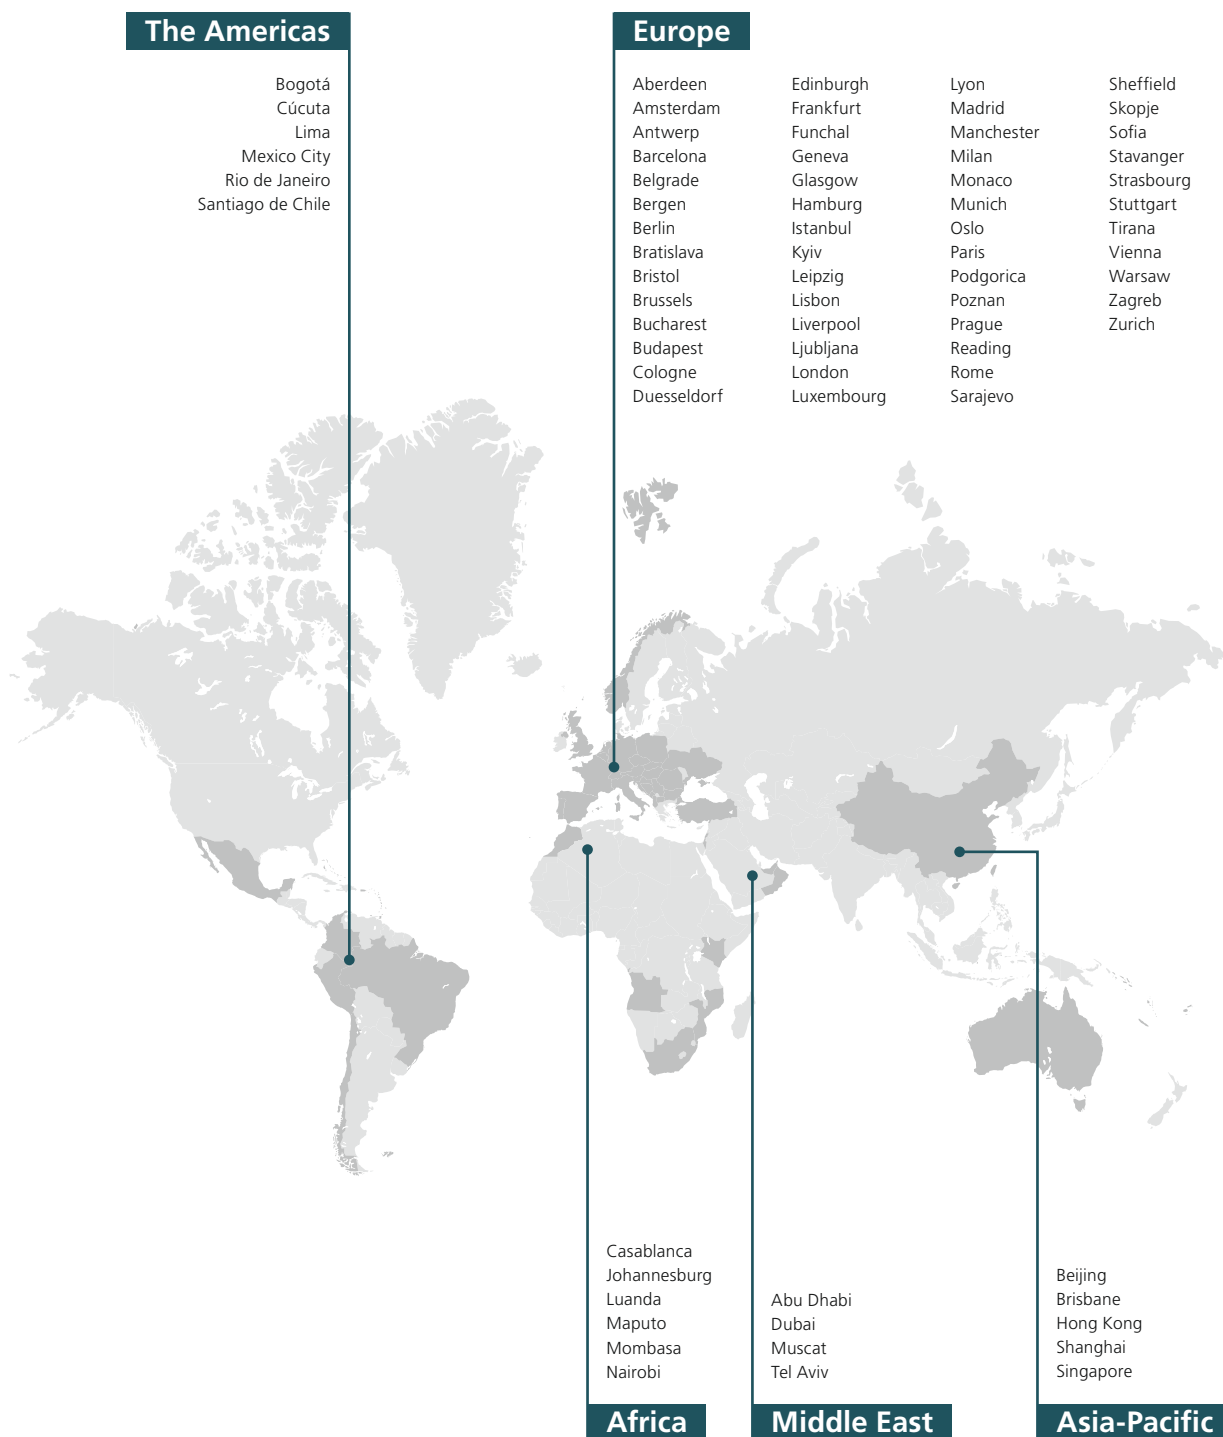 The Americas
Bogotá
Cúcuta
Lima
Mexico City
Rio de Janeiro
Santiago de Chile
Europe
Aberdeen
Amsterdam
Antwerp
Barcelona
Belgrade
Bergen
Berlin
Bratislava
Bristol
Brussels
Bucharest
Budapest
Cologne
Duesseldorf
Edinburgh
Frankfurt
Funchal
Geneva
Glasgow
Hamburg
Istanbul
Kyiv
Leipzig
Lisbon
Liverpool
Ljubljana
London
Luxembourg
Lyon
Madrid
Manchester
Milan
Monaco
Munich
Oslo
Paris
Podgorica
Poznan
Prague
Reading
Rome
Sarajevo
Sheffield
Skopje
Sofia
Stavanger
Strasbourg
Stuttgart
Tirana
Vienna
Warsaw
Zagreb
Zurich
Casablanca
Johannesburg
Luanda
Maputo
Mombasa
Nairobi
Africa
Abu Dhabi
Dubai
Muscat
Tel Aviv
Middle East
Beijing
Brisbane
Hong Kong
Shanghai
Singapore
Asia-Pacific